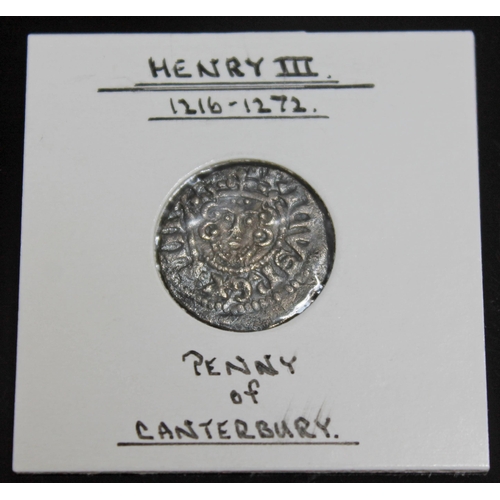 HENRY III.
1216-1272.
PENNY
of
CANTERBURY.